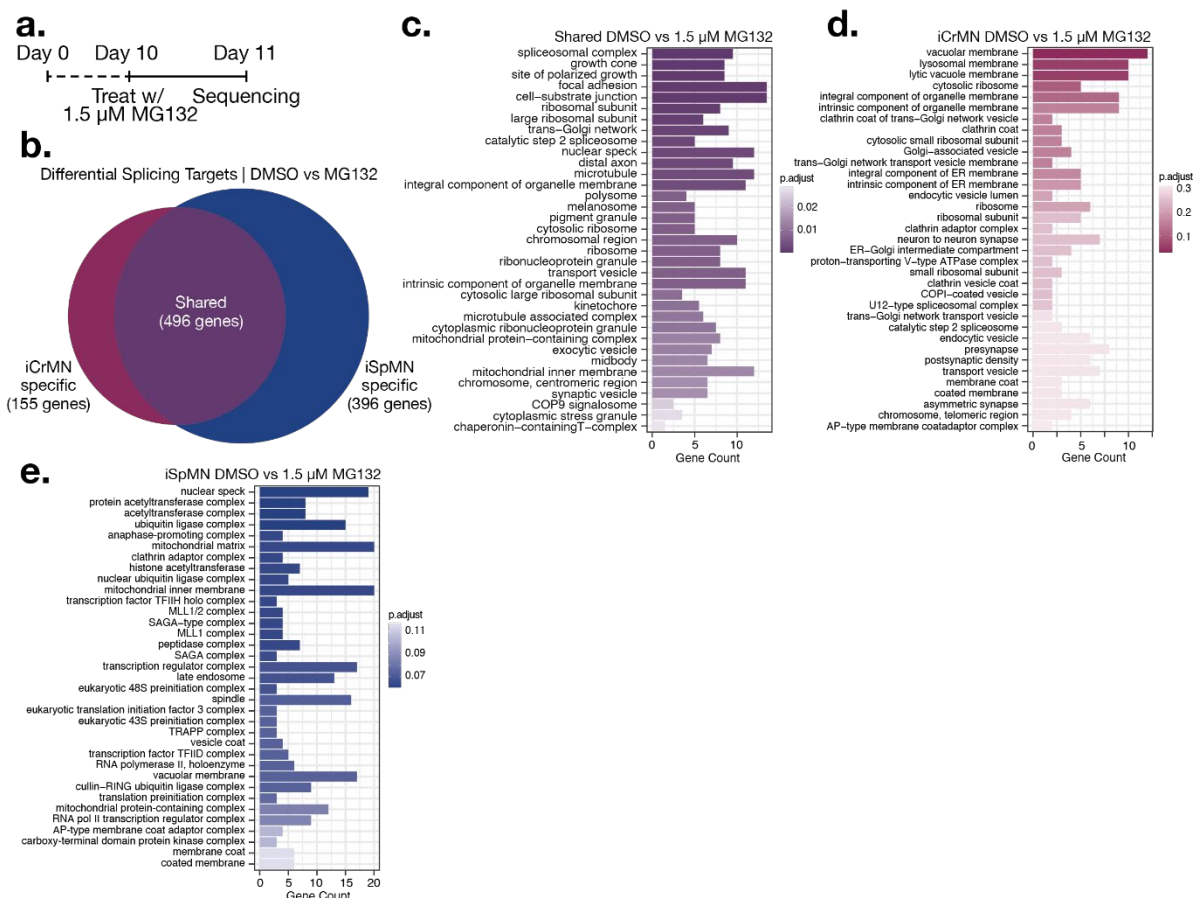 a.
Day 0 Day 10 Day 11
Treat w/ Sequencing
1.5 µM MG132
b.
Differential Splicing Targets | DMSO vs MG132
Shared
(496 genes)
iCrMN
specific
(155 genes)
iSpMN
specific
(396 genes)
c.
Shared DMSO vs 1.5 µM MG132
spliceosomal complex
growth cone
site of polarized growth
focal adhesion
cell−substrate junction
ribosomal subunit
large ribosomal subunit
trans−Golgi network
catalytic step 2 spliceosome
nuclear speck
distal axon
microtubule
integral component of organelle membrane
polysome
melanosome
pigment granule
cytosolic ribosome
chromosomal region
ribosome
ribonucleoprotein granule
transport vesicle
intrinsic component of organelle membrane
cytosolic large ribosomal subunit
kinetochore
microtubule associated complex
cytoplasmic ribonucleoprotein granule
mitochondrial protein−containing complex
exocytic vesicle
midbody
mitochondrial inner membrane
chromosome, centromeric region
synaptic vesicle
COP9 signalosome
cytoplasmic stress granule
chaperonin−containingT−complex
0 5 10
Gene Count
p.adjust
0.02
0.01
d.
iCrMN DMSO vs 1.5 µM MG132
vacuolar membrane
lysosomal membrane
lytic vacuole membrane
cytosolic ribosome
integral component of organelle membrane
intrinsic component of organelle membrane
clathrin coat of trans−Golgi network vesicle
clathrin coat
cytosolic small ribosomal subunit
Golgi−associated vesicle
trans−Golgi network transport vesicle membrane
integral component of ER membrane
intrinsic component of ER membrane
endocytic vesicle lumen
ribosome
ribosomal subunit
clathrin adaptor complex
neuron to neuron synapse
ER−Golgi intermediate compartment
proton−transporting V−type ATPase complex
small ribosomal subunit
clathrin vesicle coat
COPI−coated vesicle
U12−type spliceosomal complex
trans−Golgi network transport vesicle
catalytic step 2 spliceosome
endocytic vesicle
presynapse
postsynaptic density
transport vesicle
membrane coat
coated membrane
asymmetric synapse
chromosome, telomeric region
AP−type membrane coatadaptor complex
0 5 10
Gene Count
p.adjust
0.3
0.2
0.1
e.
iSpMN DMSO vs 1.5 µM MG132
nuclear speck
protein acetyltransferase complex
acetyltransferase complex
ubiquitin ligase complex
anaphase−promoting complex
mitochondrial matrix
clathrin adaptor complex
histone acetyltransferase
nuclear ubiquitin ligase complex
mitochondrial inner membrane
transcription factor TFIIH holo complex
MLL1/2 complex
SAGA−type complex
MLL1 complex
peptidase complex
SAGA complex
transcription regulator complex
late endosome
eukaryotic 48S preinitiation complex
spindle
eukaryotic translation initiation factor 3 complex
eukaryotic 43S preinitiation complex
TRAPP complex
vesicle coat
transcription factor TFIID complex
RNA polymerase II, holoenzyme
vacuolar membrane
cullin−RING ubiquitin ligase complex
translation preinitiation complex
mitochondrial protein−containing complex
RNA pol II transcription regulator complex
AP−type membrane coat adaptor complex
carboxy−terminal domain protein kinase complex
membrane coat
coated membrane
0 5 10 15 20
Gene Count
p.adjust
0.11
0.09
0.07